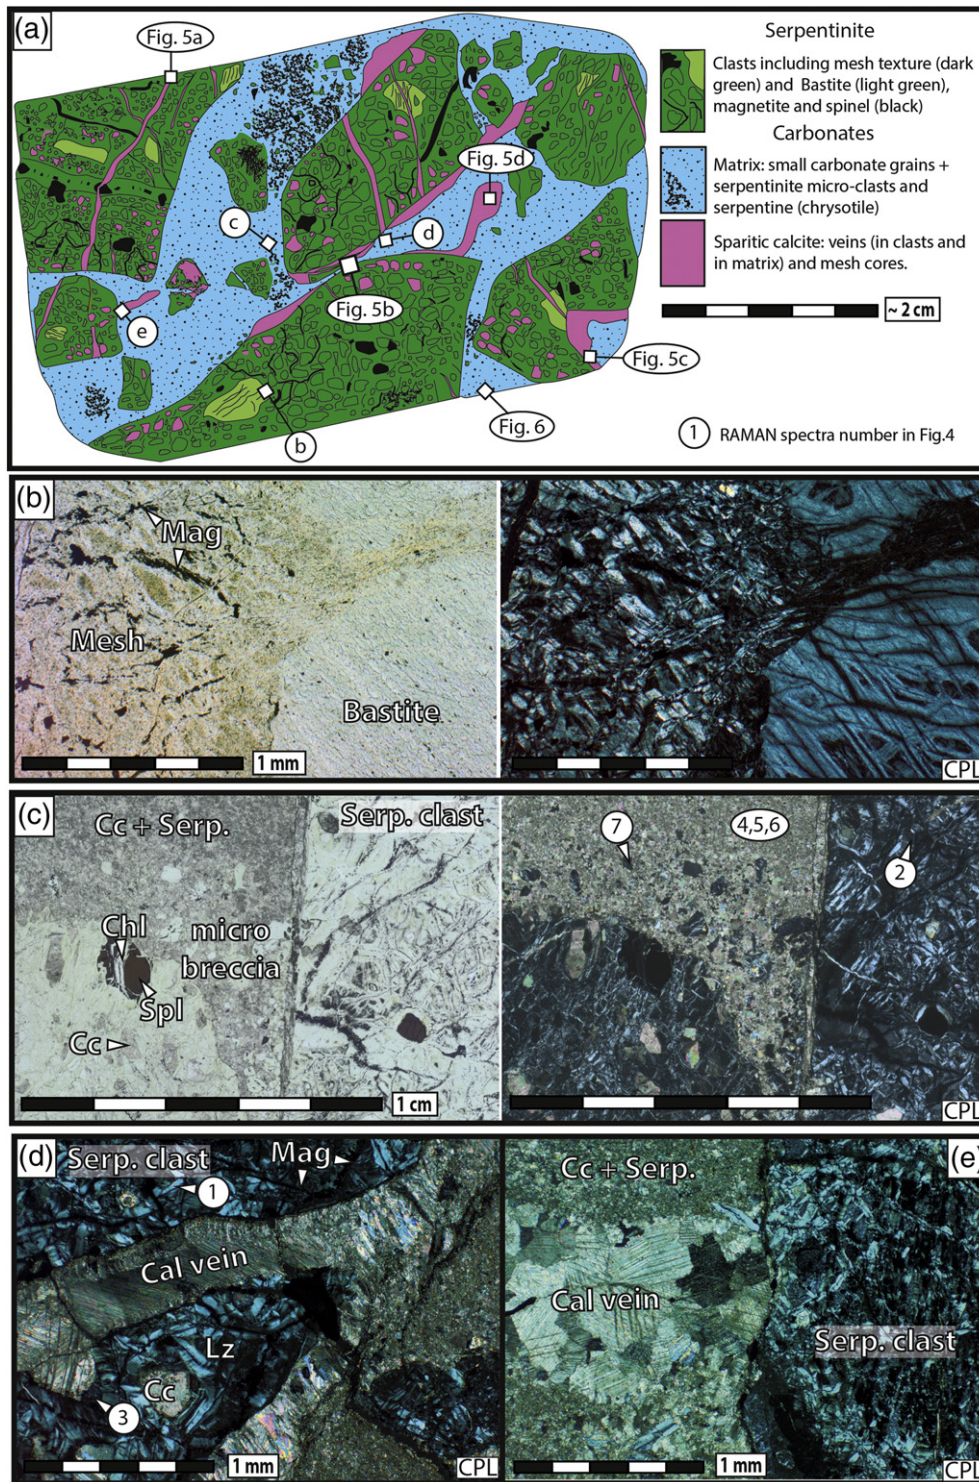 (a)
Fig. 5a
Fig. 5d
c
d
Fig. 5b
e
b
Fig. 5c
Fig. 6
Serpentinite
Clasts including mesh texture (dark
green) and Bastite (light green),
magnetite and spinel (black)
Carbonates
Matrix: small carbonate grains +
serpentinite micro-clasts and
serpentine (chrysotile)
Sparitic calcite: veins (in clasts and
in matrix) and mesh cores.
~ 2 cm
1 RAMAN spectra number in Fig.4
(b)
Mag
Mesh
Bastite
1 mm
CPL
(c)
Cc + Serp.
Serp. clast
Chl
micro
breccia
Spl
Cc
1 cm
7
4,5,6
2
CPL
(d)
Serp. clast
Mag
1
Cal vein
Lz
Cc
3
1 mm
CPL
(e)
Cc + Serp.
Cal vein
Serp. clast
1 mm
CPL